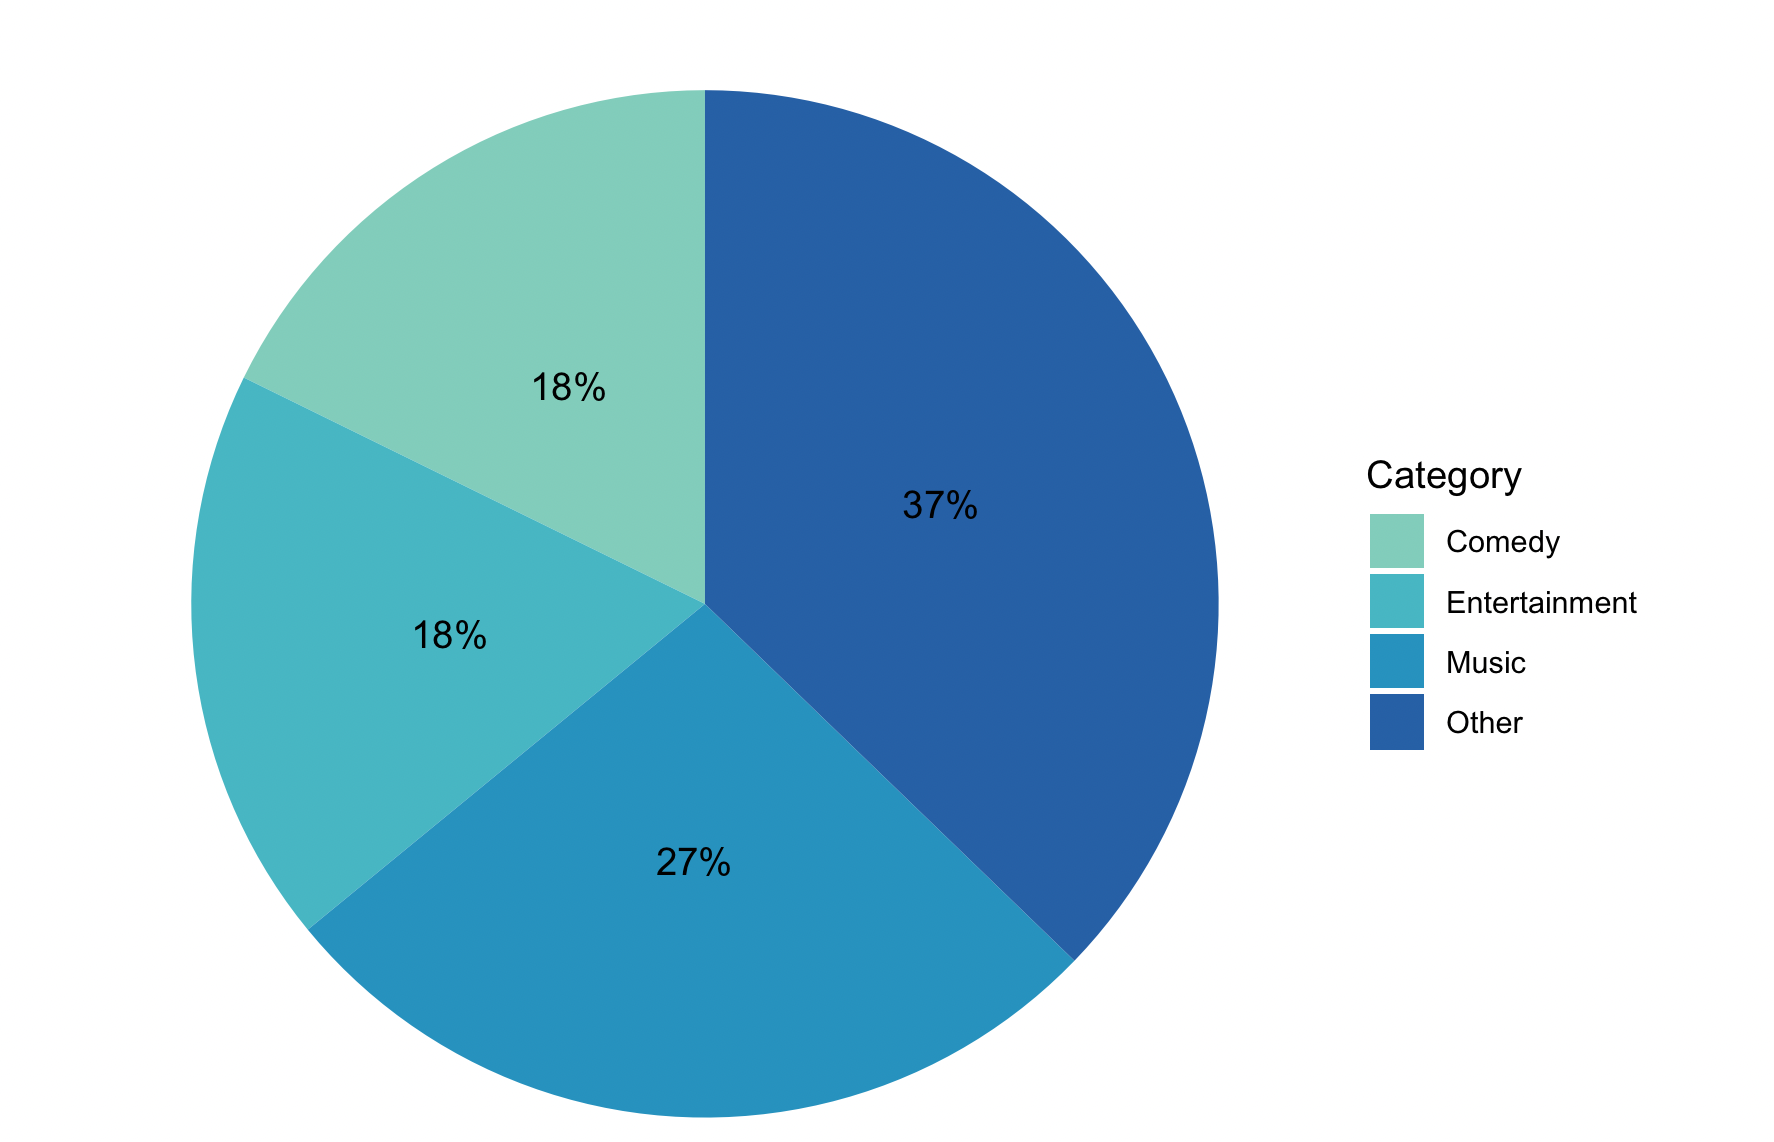 18%
37%
18%
27%
Category
Comedy
Entertainment
Music
Other